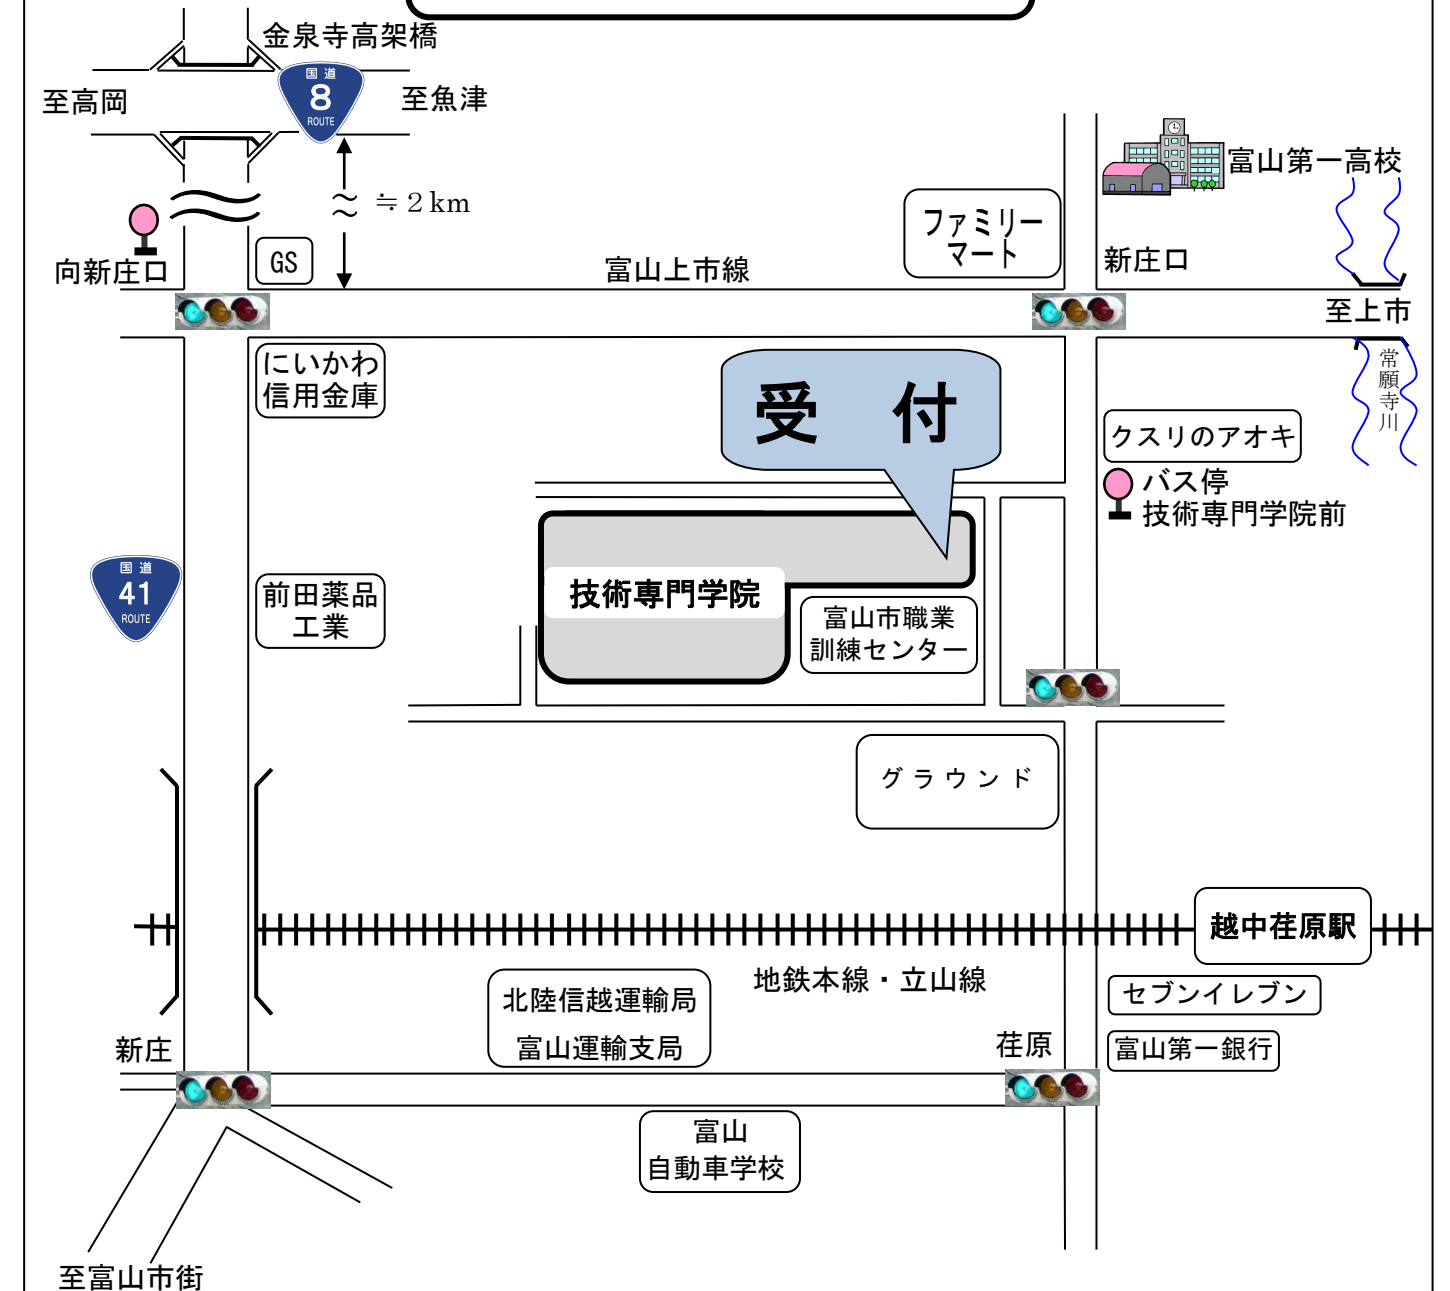 金泉寺高架橋
国道
8
ROUTE
至高岡
至魚津
≒2km
富山第一高校
ファミリー
マート
新庄口
向新庄口
GS
富山上市線
至上市
にいかわ
信用金庫
受 付
常願寺川
クスリのアオキ
バス停
技術専門学院前
国道
41
ROUTE
前田薬品
工業
技術専門学院
富山市職業
訓練センター
グラウンド
越中荏原駅
地鉄本線・立山線
北陸信越運輸局
富山運輸支局
セブンイレブン
新庄
荏原
富山第一銀行
富山
自動車学校
至富山市街